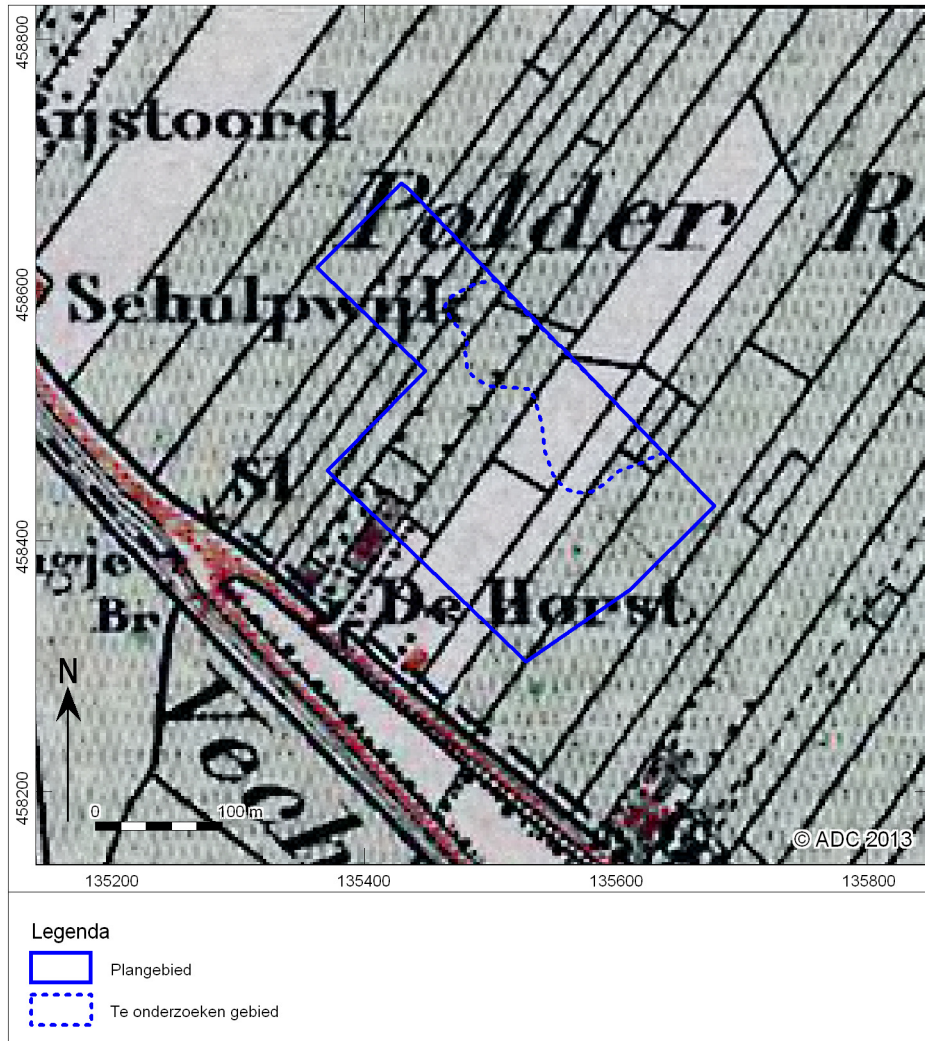 458800
458600
458400
458200
Polder
Schulpwijk
St
Br
De Horst
Vech
N
0 100 m
© ADC 2013
135200 135400 135600 135800
Legenda
Plangebied
Te onderzoeken gebied